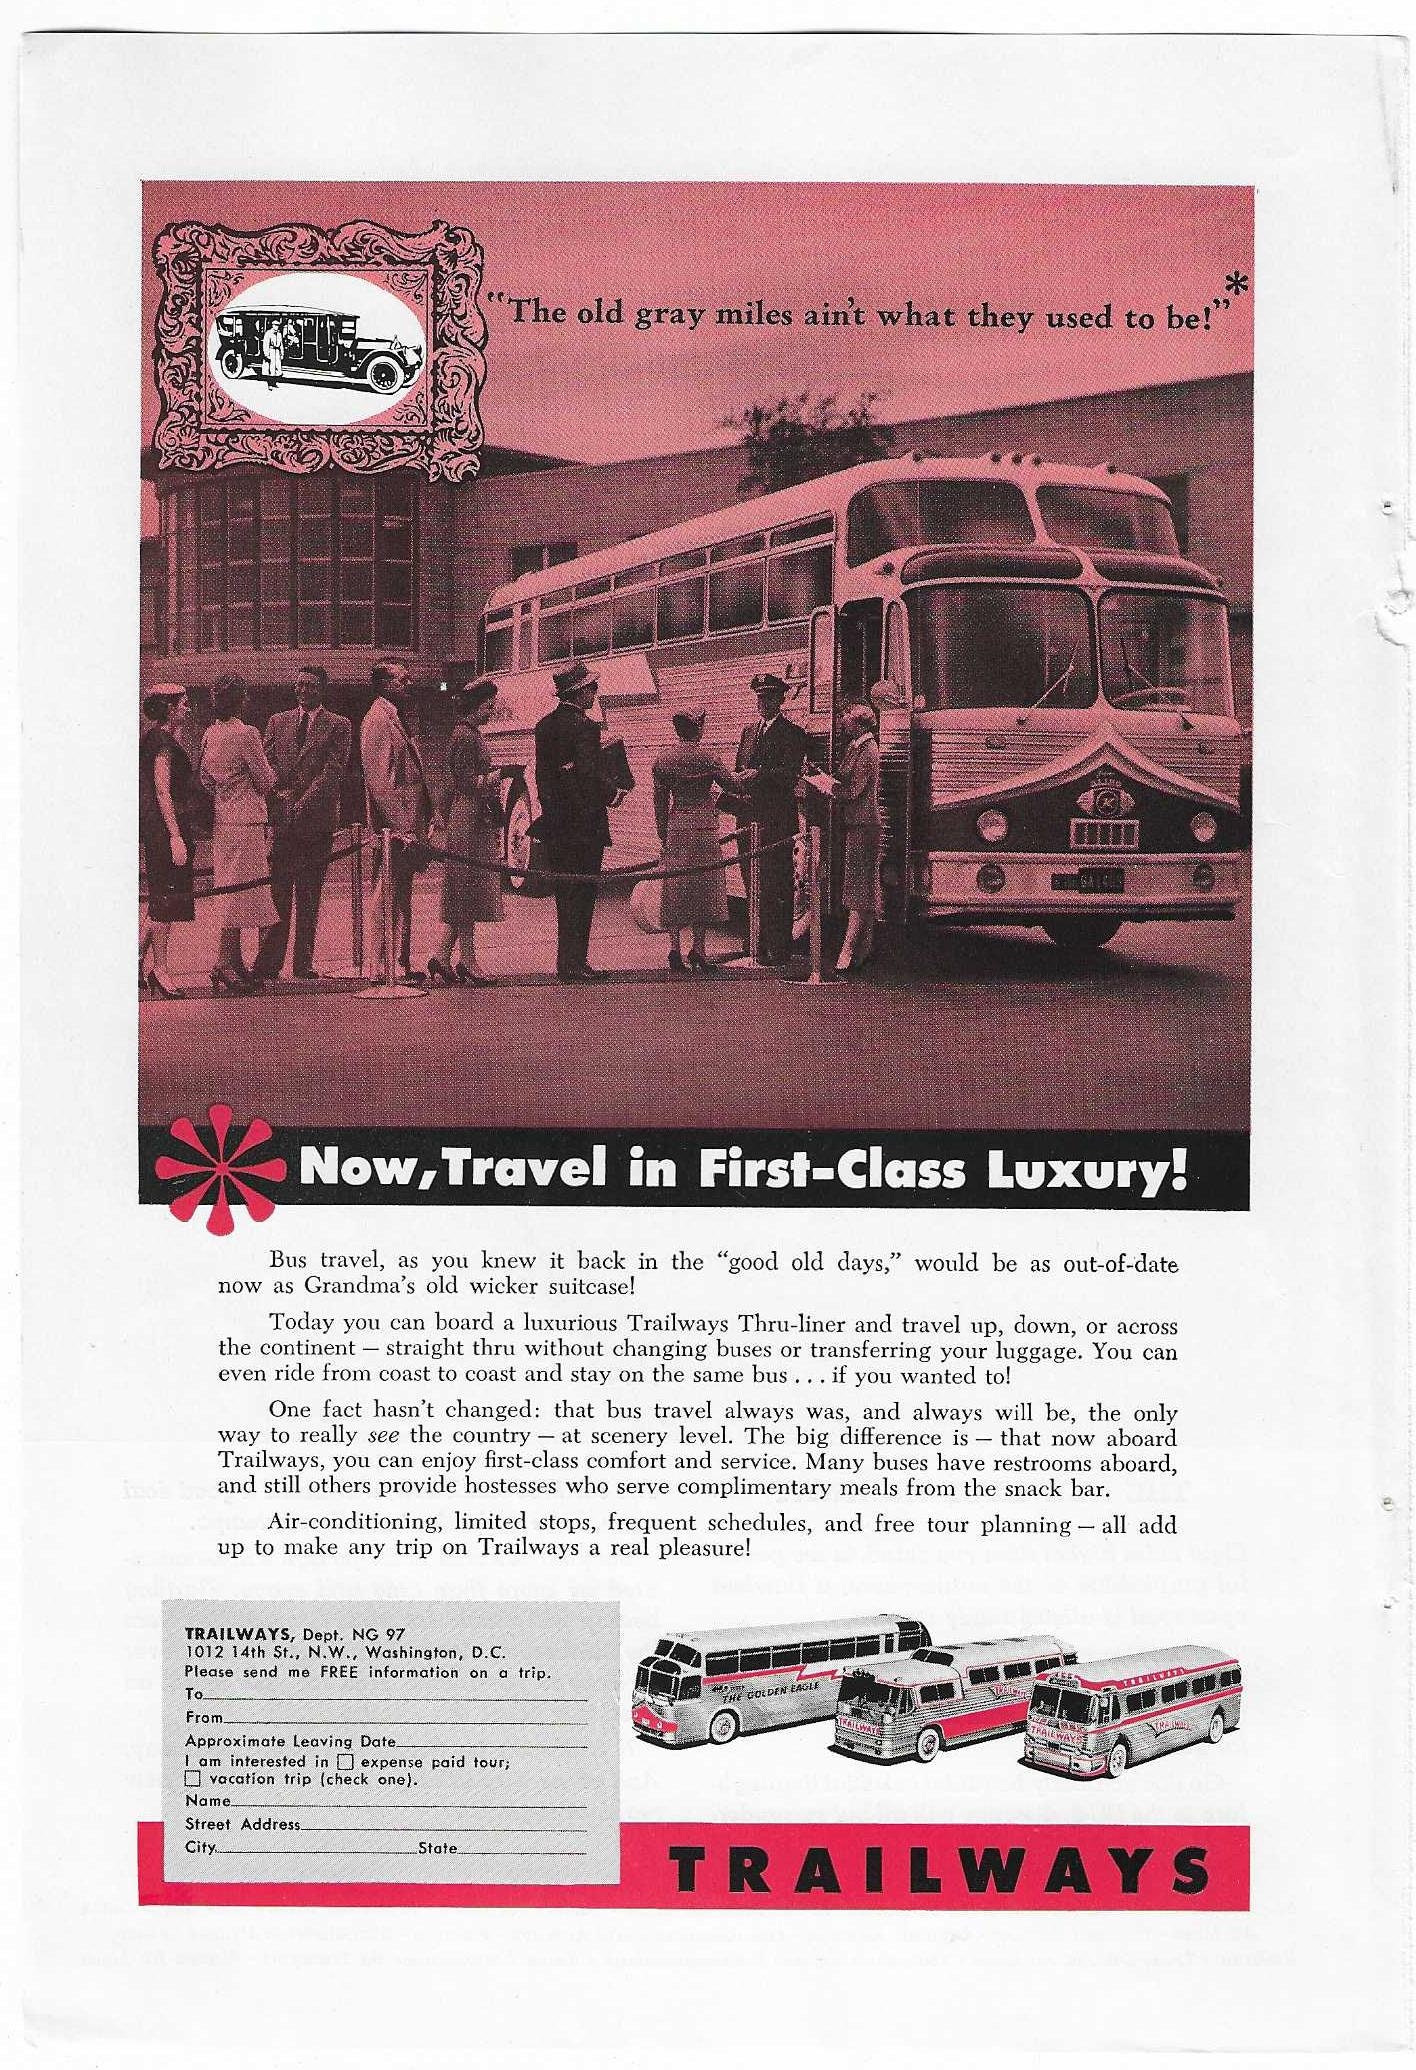 “The old gray miles ain't what they used to be!”*
Now, Travel in First-Class Luxury!
Bus travel, as you knew it back in the “good old days,” would be as out-of-date
now as Grandma's old wicker suitcase!
Today you can board a luxurious Trailways Thru-liner and travel up, down, or across
the continent — straight thru without changing buses or transferring your luggage. You can
even ride from coast to coast and stay on the same bus . . . if you wanted to!
One fact hasn't changed: that bus travel always was, and always will be, the only
way to really see the country — at scenery level. The big difference is — that now aboard
Trailways, you can enjoy first-class comfort and service. Many buses have restrooms aboard,
and still others provide hostesses who serve complimentary meals from the snack bar.
Air-conditioning, limited stops, frequent schedules, and free tour planning — all add
up to make any trip on Trailways a real pleasure!
TRAILWAYS, Dept. NG 97
1012 14th St., N.W., Washington, D.C.
Please send me FREE information on a trip.
To
From
Approximate Leaving Date
I am interested in ☐ expense paid tour;
☐ vacation trip (check one).
Name
Street Address
City State
THE GOLDEN EAGLE
TRAILWAYS
TRAILWAYS
TRAILWAYS
TRAILWAYS
TRAILWAYS
TRAILWAYS